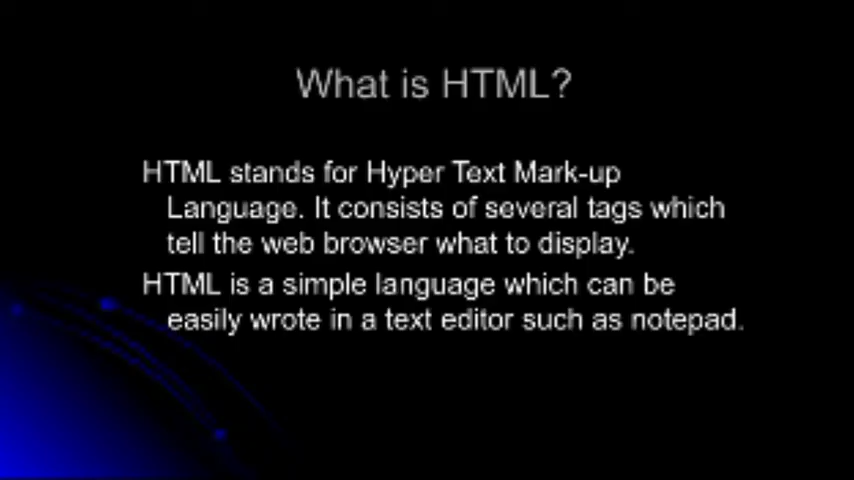 What is HTML?
HTML stands for Hyper Text Mark-up
Language. It consists of several tags which
tell the web browser what to display.
HTML is a simple language which can be
easily wrote in a text editor such as notepad.